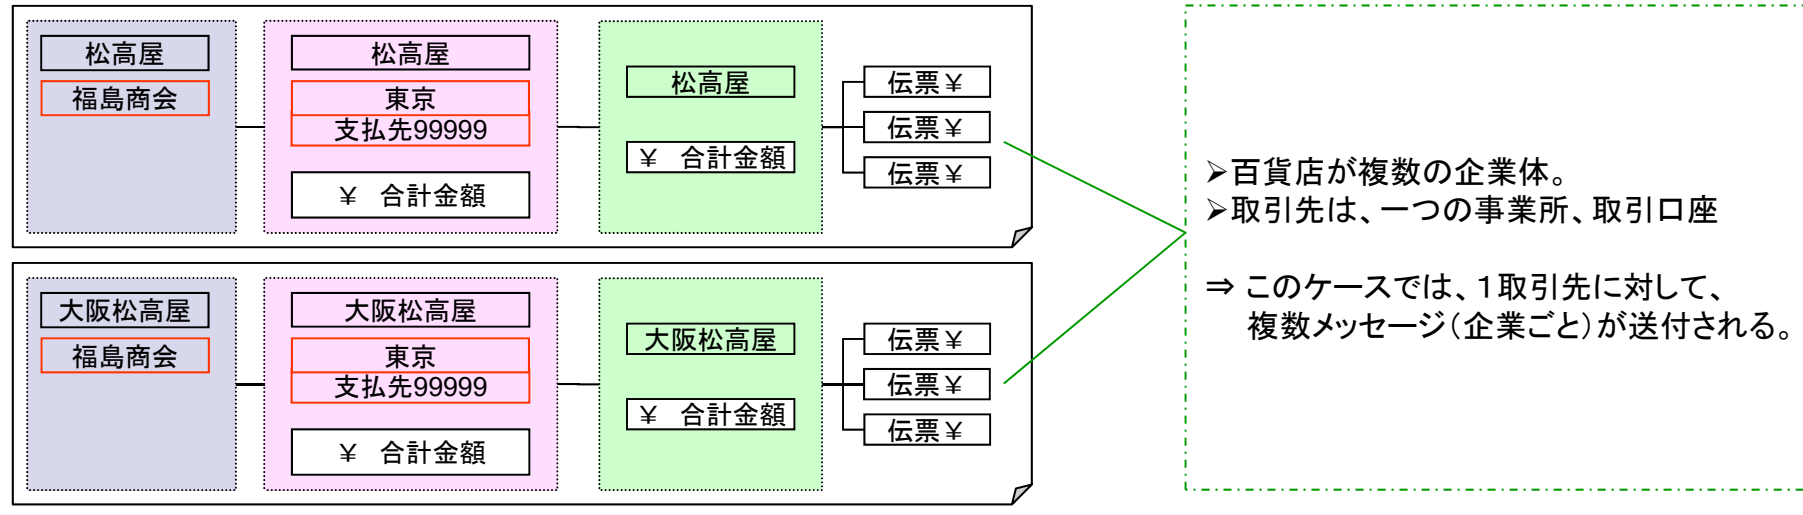 松高屋
福島商会
松高屋
東京
支払先99999
¥ 合計金額
松高屋
¥ 合計金額
伝票¥
伝票¥
伝票¥
大阪松高屋
福島商会
大阪松高屋
東京
支払先99999
¥ 合計金額
大阪松高屋
¥ 合計金額
伝票¥
伝票¥
伝票¥
➢百貨店が複数の企業体。
➢取引先は、一つの事業所、取引口座
⇒ このケースでは、1取引先に対して、
複数メッセージ(企業ごと)が送付される。